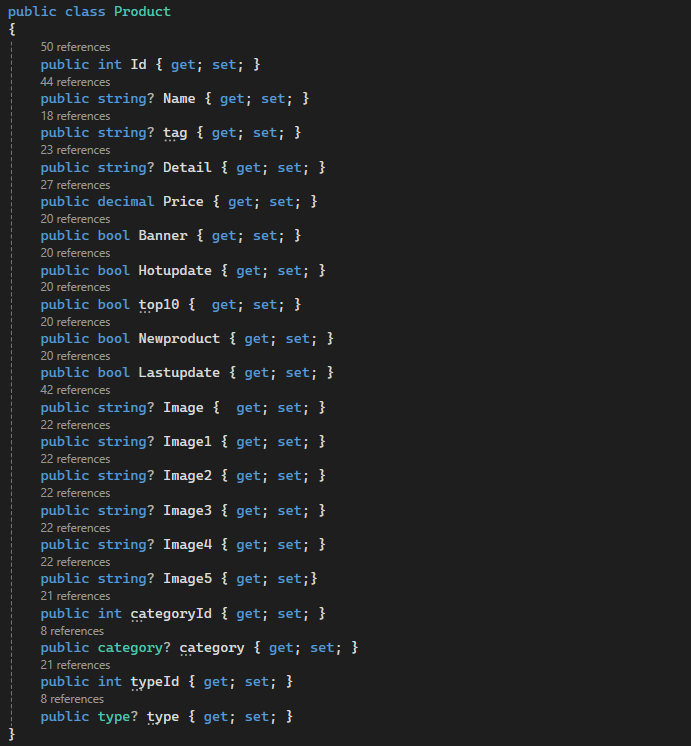 public class Product
{
50 references
public int Id { get; set; }
44 references
public string? Name { get; set; }
18 references
public string? tag { get; set; }
23 references
public string? Detail { get; set; }
27 references
public decimal Price { get; set; }
20 references
public bool Banner { get; set; }
20 references
public bool Hotupdate { get; set; }
20 references
public bool top10 {  get; set; }
20 references
public bool Newproduct { get; set; }
20 references
public bool Lastupdate { get; set; }
42 references
public string? Image {  get; set; }
22 references
public string? Image1 { get; set; }
22 references
public string? Image2 { get; set; }
22 references
public string? Image3 { get; set; }
22 references
public string? Image4 { get; set; }
22 references
public string? Image5 { get; set;}
21 references
public int categoryId { get; set; }
8 references
public category? category { get; set; }
21 references
public int typeId { get; set; }
8 references
public type? type { get; set; }
}